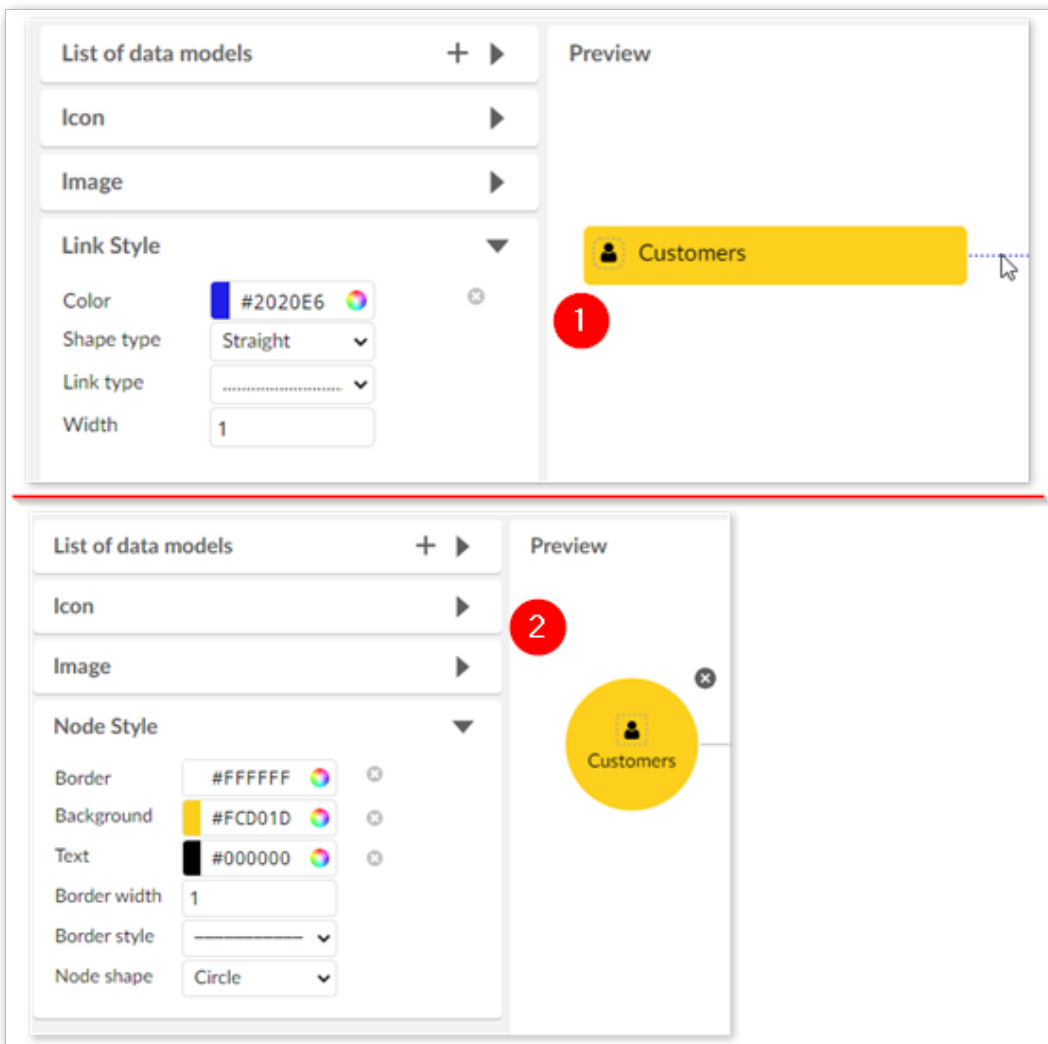 List of data models
Preview
Icon
Image
Link Style
Customers
Color #2020E6
1
Shape type Straight
Link type
Width 1
List of data models
Preview
Icon
2
Image
Node Style
Customers
Border #FFFFFF
Background #FCD01D
Text #000000
Border width 1
Border style
Node shape Circle